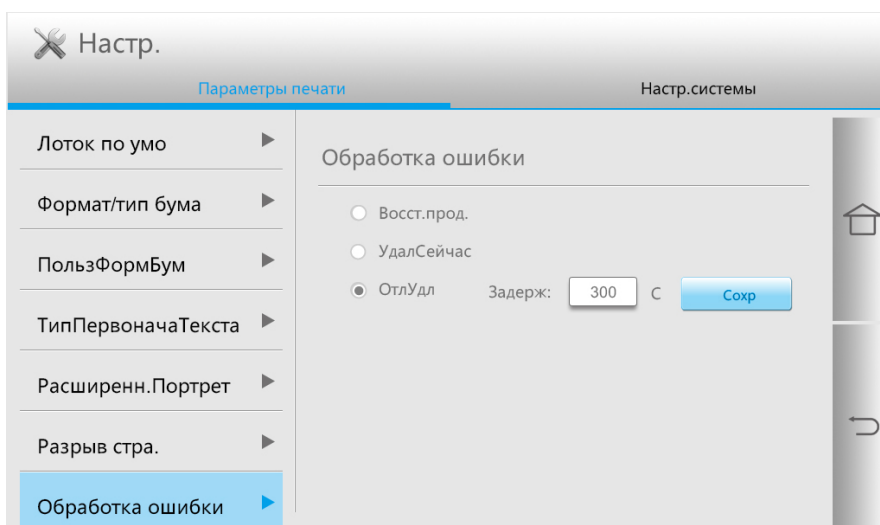 Настр.
Параметры печати
Настр.системы
Лоток по умо
Формат/тип бума
ПользФормБум
ТипПервоначаТекста
Расширенн.Портрет
Разрыв стра.
Обработка ошибки
Обработка ошибки
Восст.прод.
УдалСейчас
ОтлУдл Задерж: 300 С Сохр